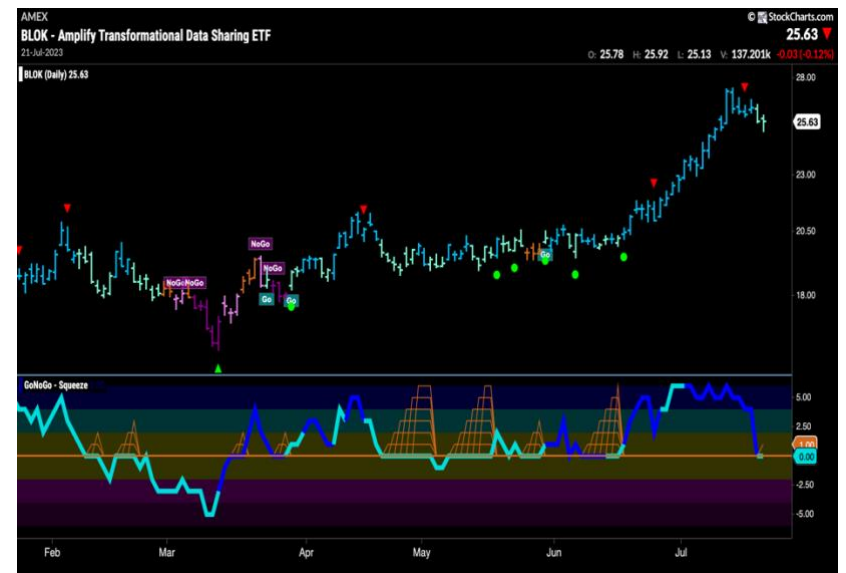 AMEX
© StockCharts.com
BLOK - Amplify Transformational Data Sharing ETF
25.63
21-Jul-2023
O: 25.78 H: 25.92 L: 25.13 V: 137.201k -0.03 (-0.12%)
BLOK (Daily) 25.63
28.00
25.63
23.00
NoGo
20.50
NoGo
Go
NoGo NoGo
18.00
Go
Go
GoNoGo - Squeeze
5.00
2.50
1.00
0.00
-2.50
-5.00
Feb
Mar
Apr
May
Jun
Jul